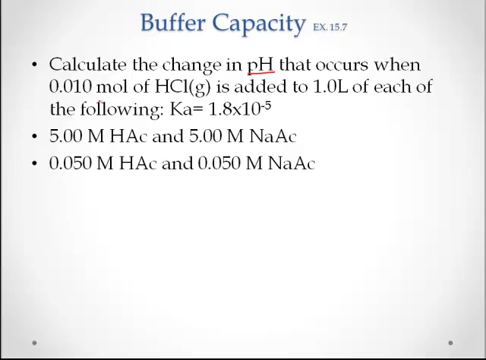 Buffer Capacity EX. 15.7
• Calculate the change in pH that occurs when
0.010 mol of HCl(g) is added to 1.0L of each of
the following: Ka= 1.8x10⁻⁵
• 5.00 M HAc and 5.00 M NaAc
• 0.050 M HAc and 0.050 M NaAc